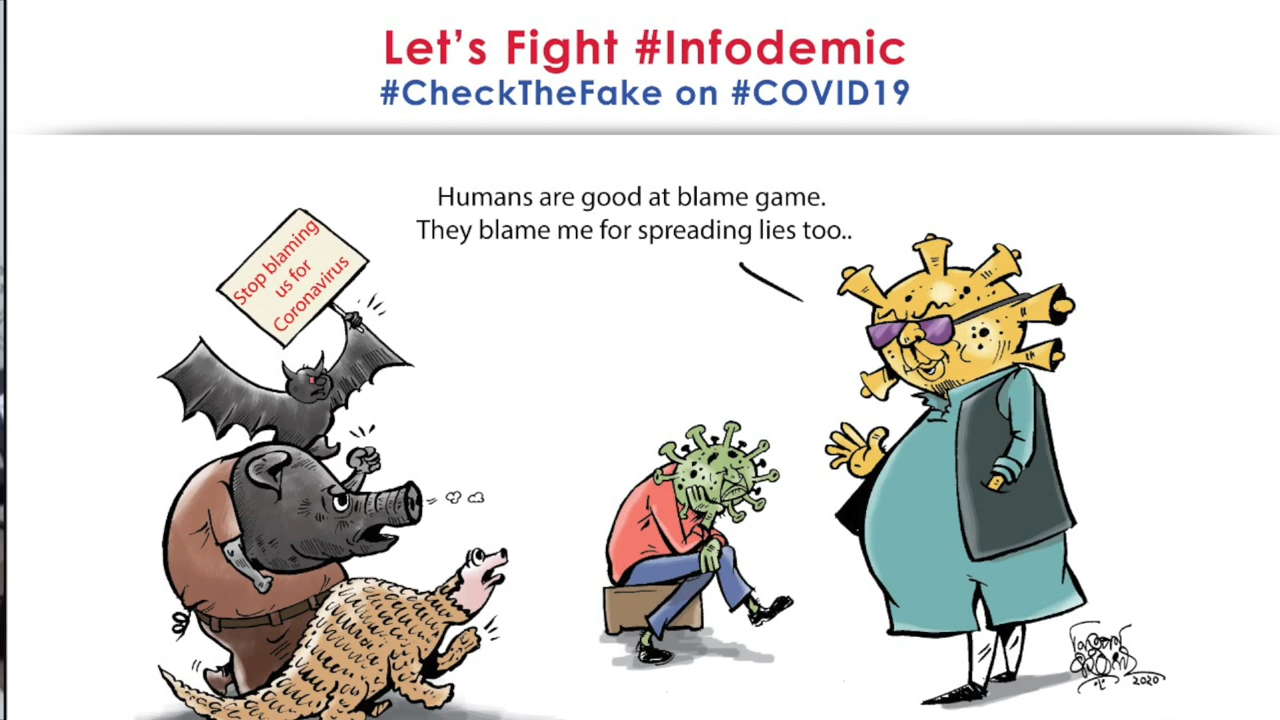 Let's Fight #Infodemic
#CheckTheFake on #COVID19
Humans are good at blame game.
They blame me for spreading lies too..
Stop blaming
us for
Coronavirus
2020